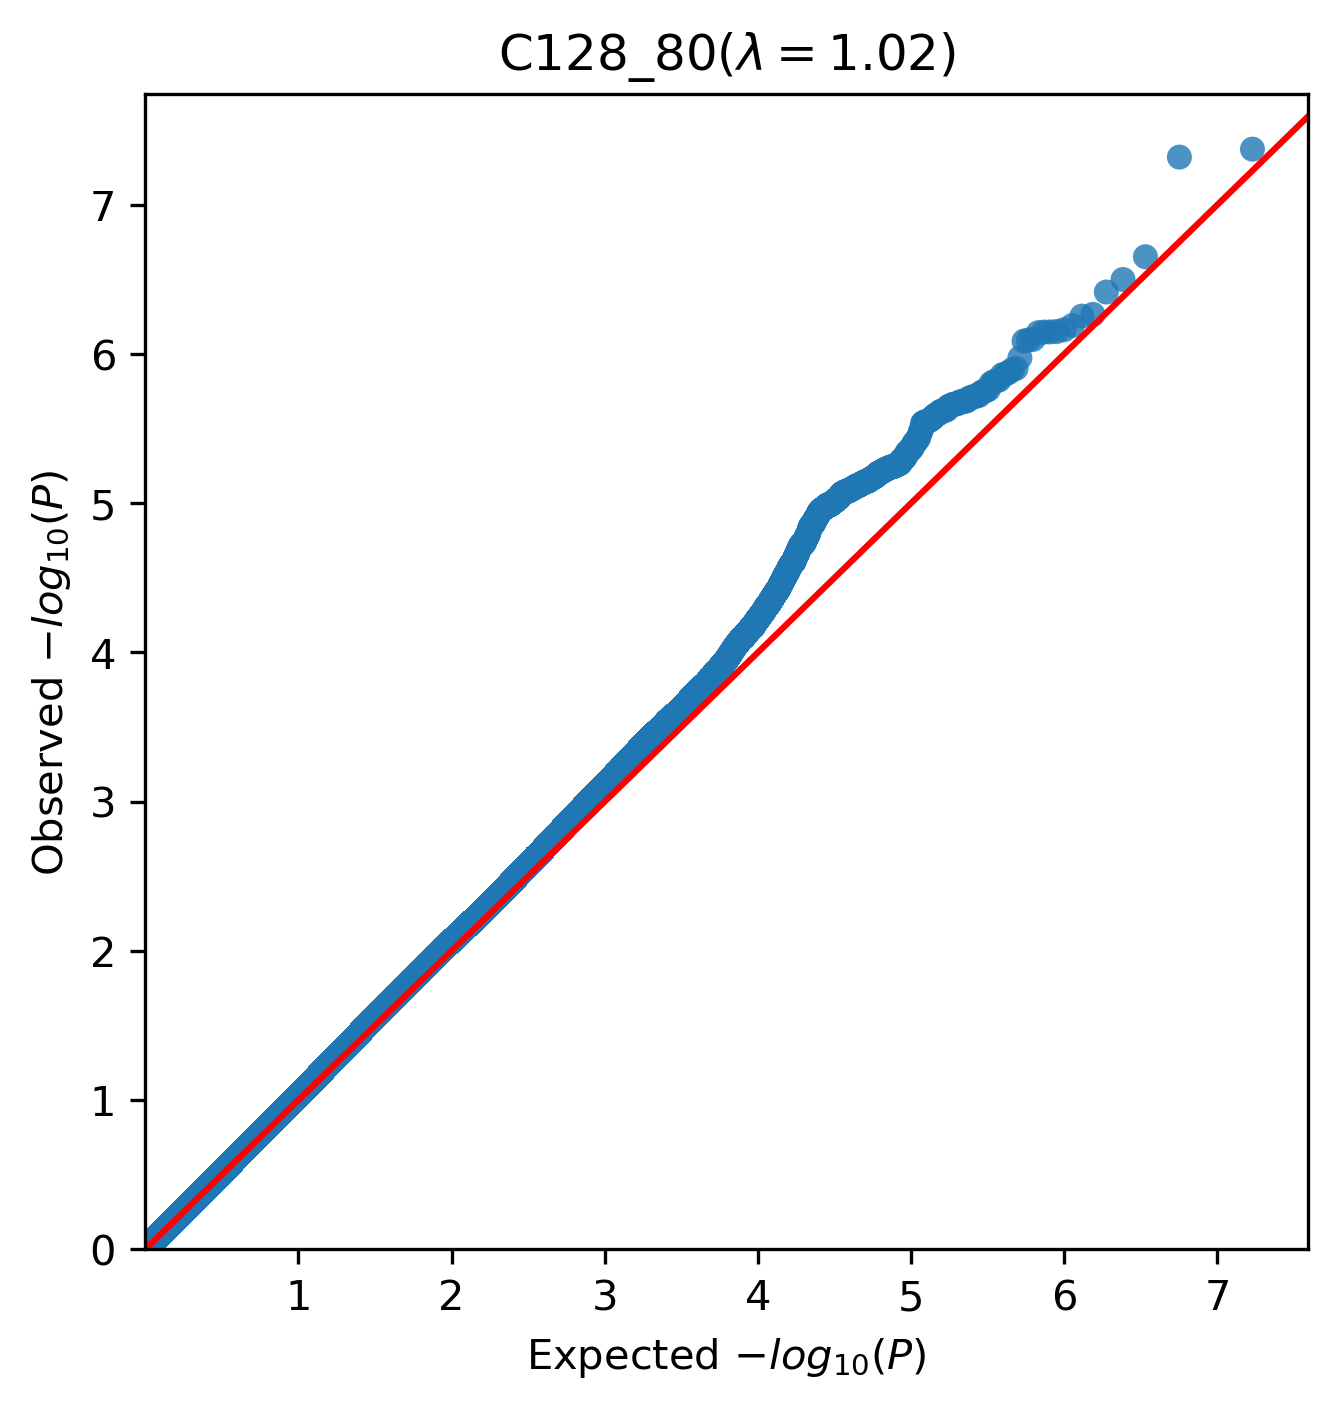 C128_80(λ = 1.02)
Observed −log₁₀(P)
7
6
5
4
3
2
1
0
1 2 3 4 5 6 7
Expected −log₁₀(P)